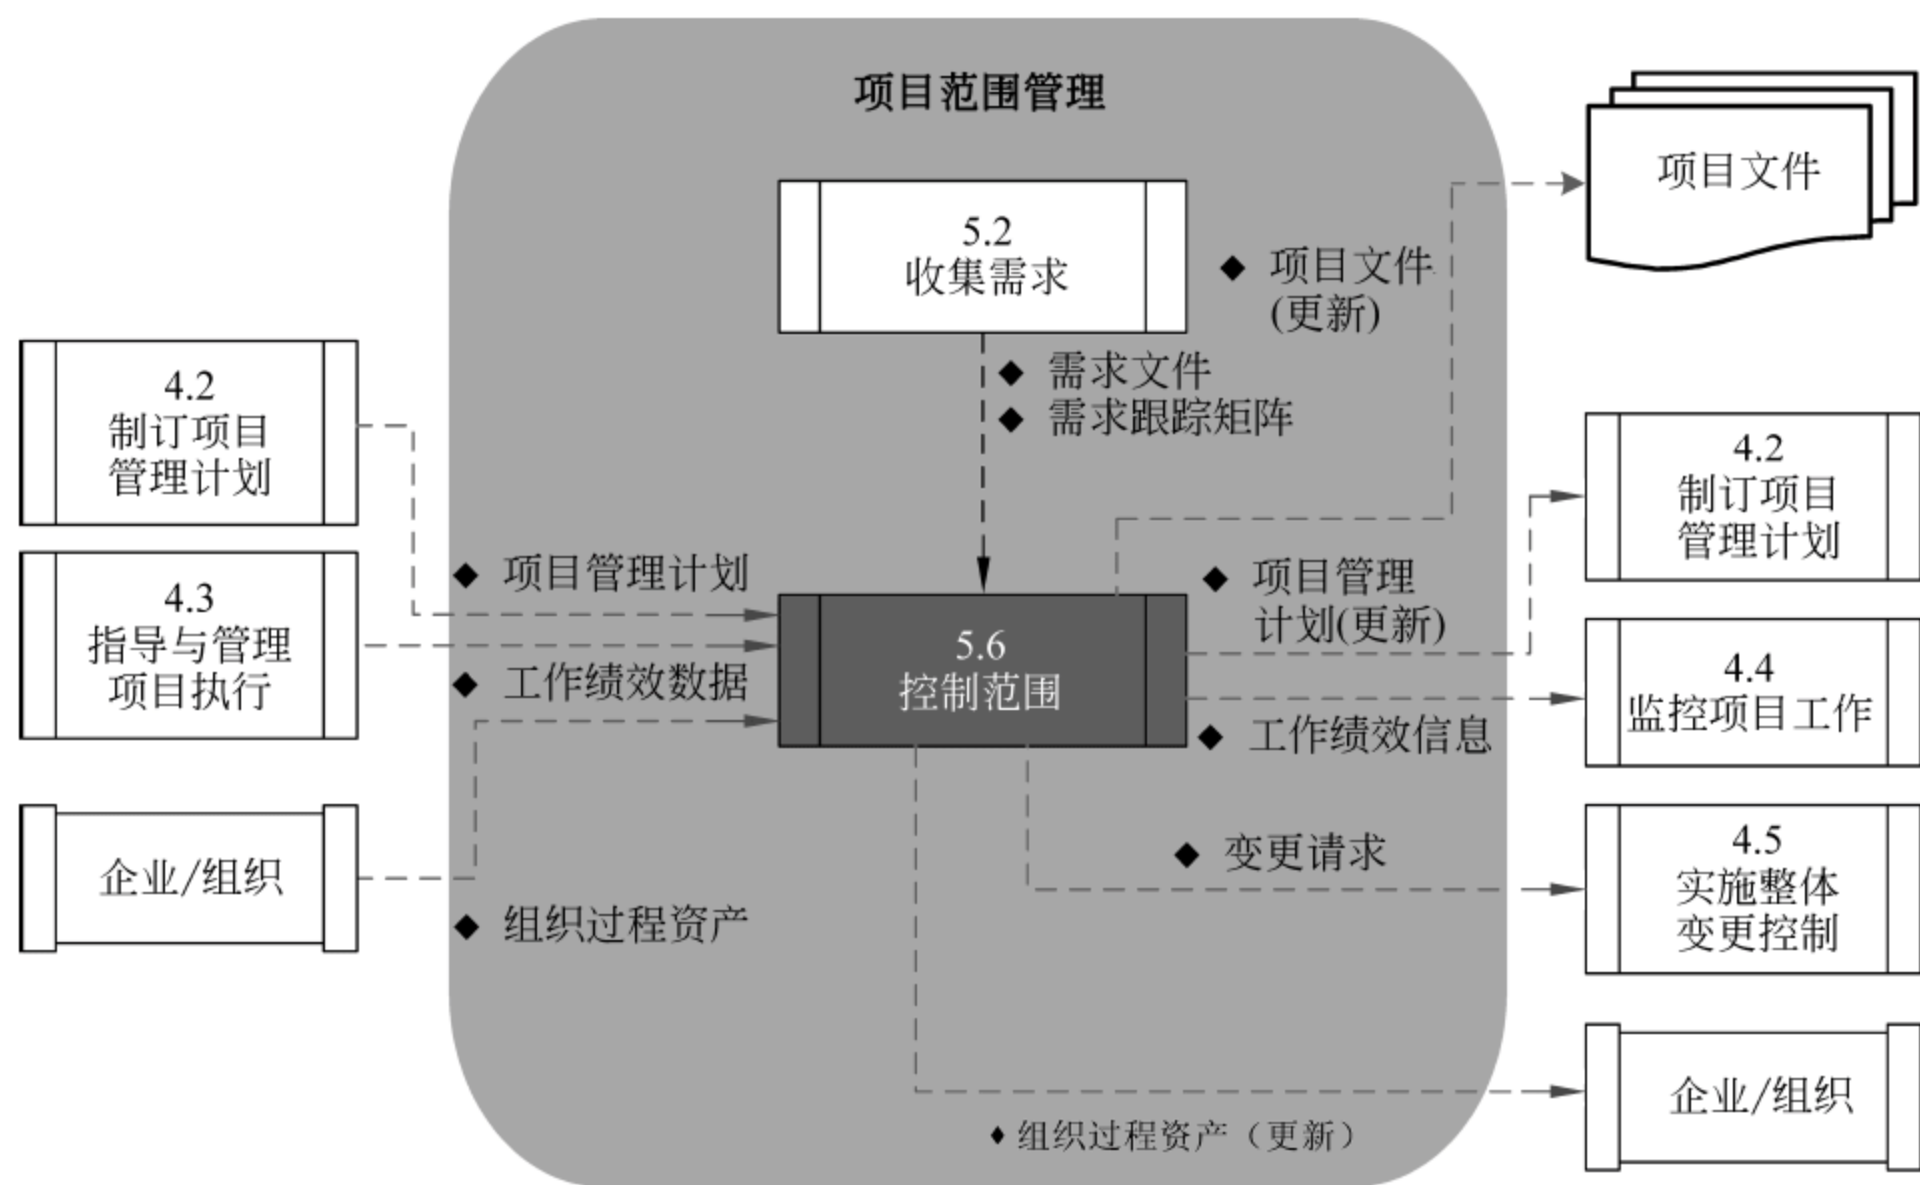 项目范围管理
项目文件
5.2
收集需求
◆ 项目文件
(更新)
◆ 需求文件
◆ 需求跟踪矩阵
4.2
制订项目
管理计划
4.3
指导与管理
项目执行
企业/组织
◆ 项目管理计划
◆ 工作绩效数据
◆ 组织过程资产
5.6
控制范围
◆ 项目管理
计划(更新)
◆ 工作绩效信息
◆ 变更请求
♦ 组织过程资产（更新）
4.2
制订项目
管理计划
4.4
监控项目工作
4.5
实施整体
变更控制
企业/组织